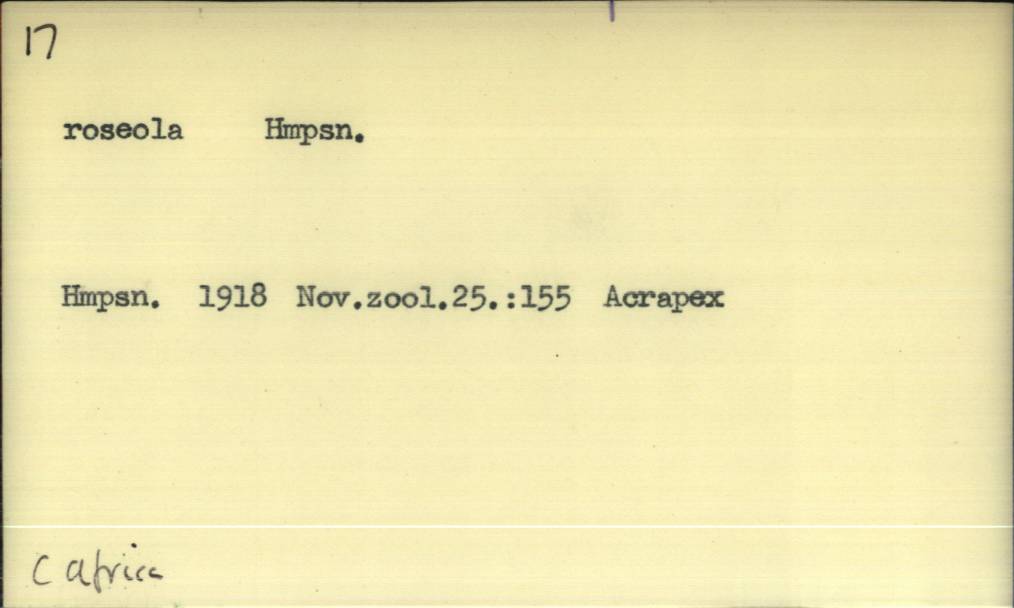 17
roseola Hmpsn.
Hmpsn. 1918 Nov.zool.25.:155 Acrapex
C Africa